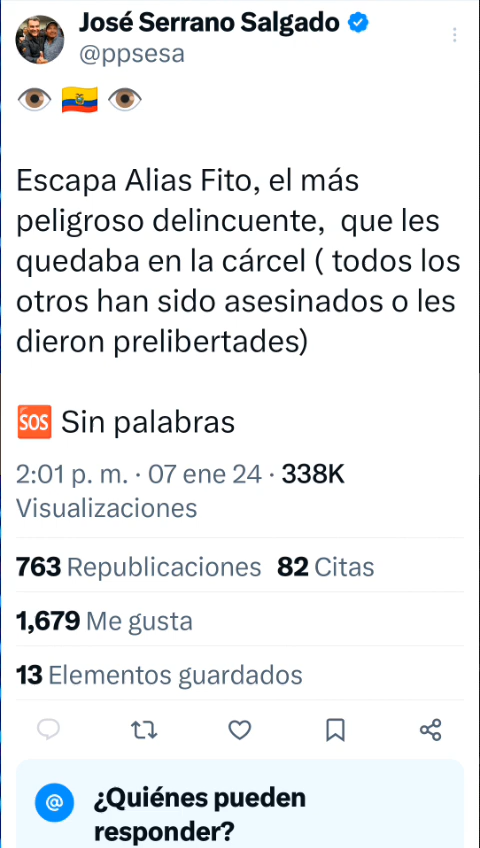 José Serrano Salgado
@ppsesa
Escapa Alias Fito, el más
peligroso delincuente,  que les
quedaba en la cárcel ( todos los
otros han sido asesinados o les
dieron prelibertades)
SOS Sin palabras
2:01 p. m. · 07 ene 24 · 338K
Visualizaciones
763 Republicaciones 82 Citas
1,679 Me gusta
13 Elementos guardados
@ ¿Quiénes pueden
responder?